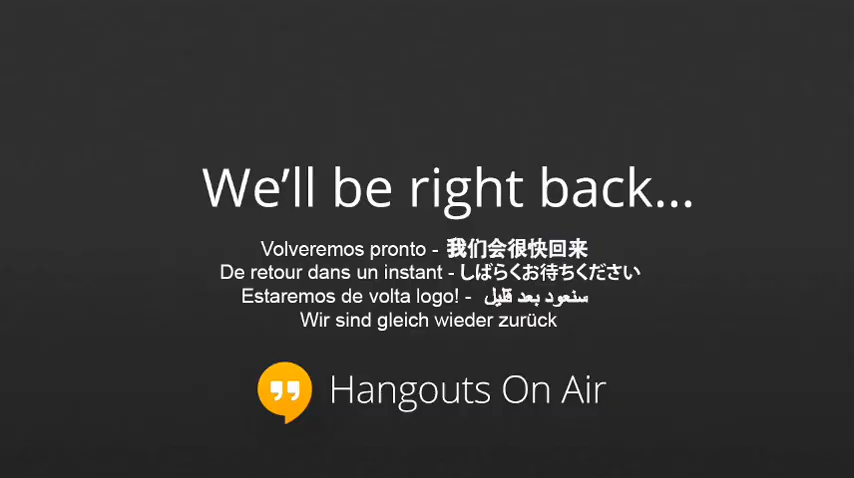 We'll be right back...
Volveremos pronto - 我们会很快回来
De retour dans un instant - しばらくお待ちください
Estaremos de volta logo! - سنعود بعد قليل
Wir sind gleich wieder zurück
Hangouts On Air